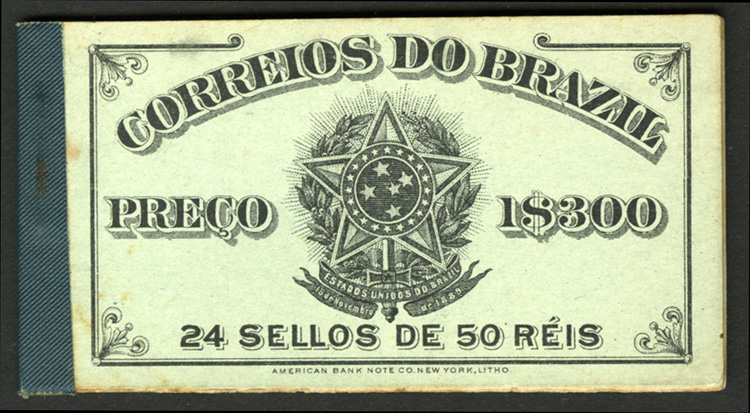 CORREIOS DO BRAZIL
PREÇO 1$300
ESTADOS UNIDOS DO BRAZIL
15 de Novembro de 1889
24 SELLOS DE 50 RÉIS
AMERICAN BANK NOTE CO. NEW YORK, LITHO.